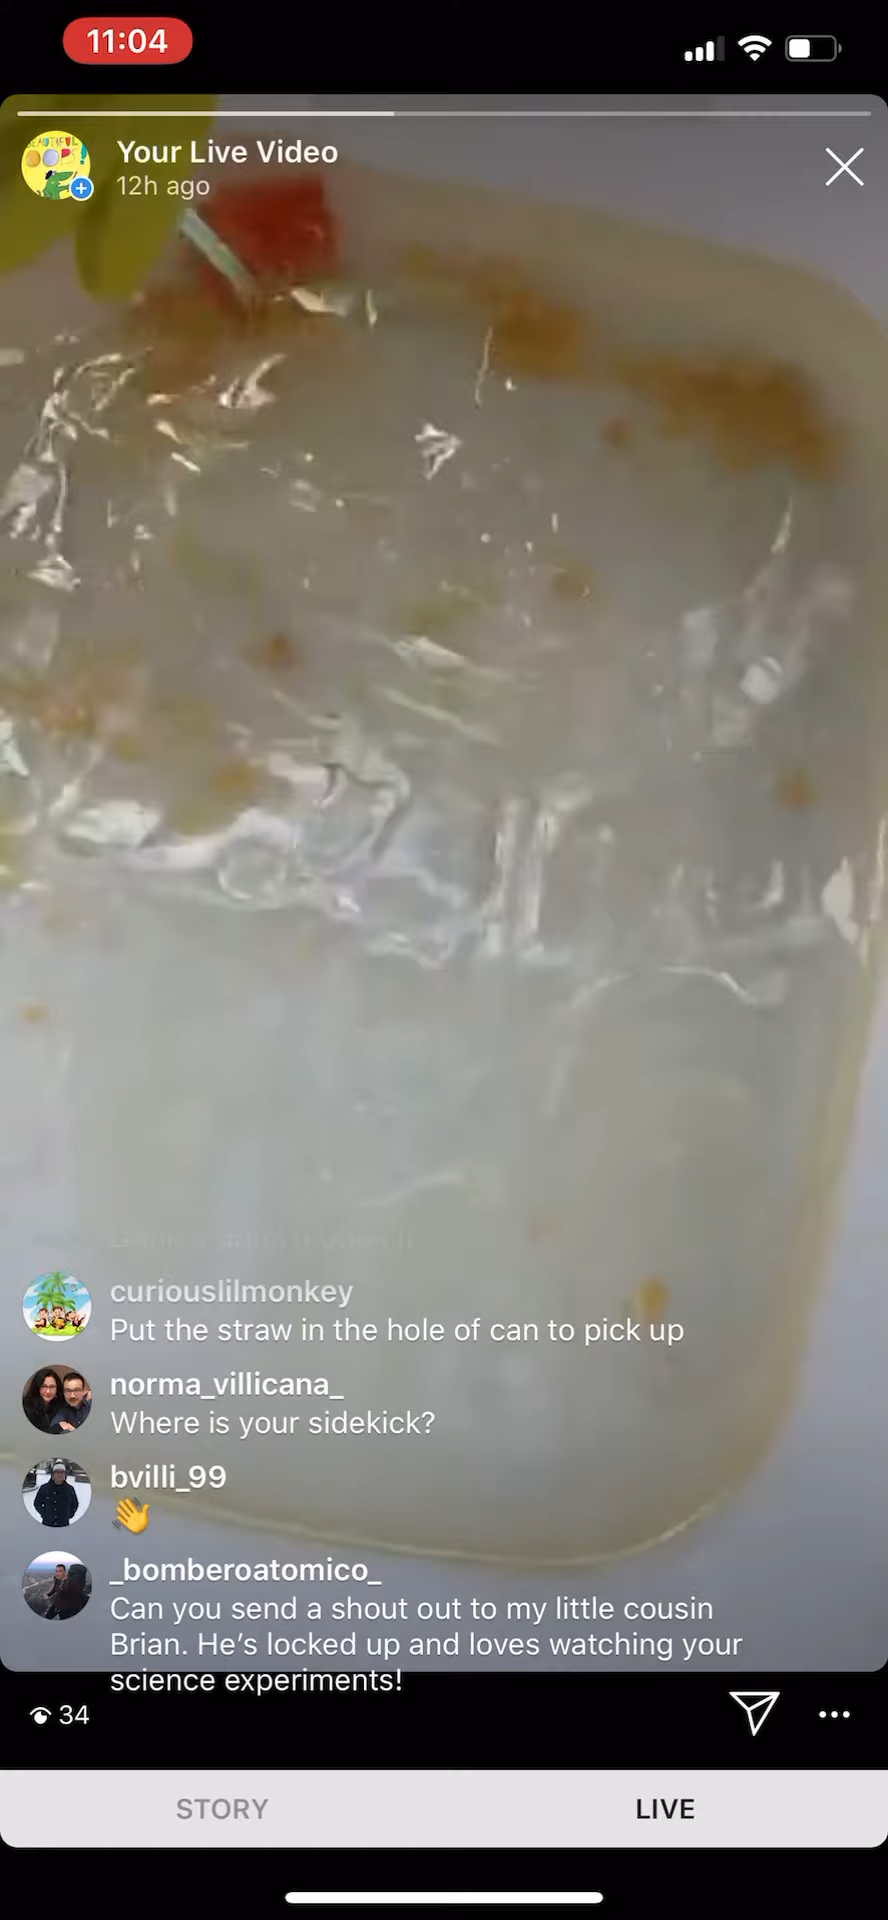 11:04
BEAUTIFUL
OOPS!
Your Live Video
12h ago
curiouslilmonkey
Put the straw in the hole of can to pick up
norma_villicana_
Where is your sidekick?
bvilli_99
👋
_bomberoatomico_
Can you send a shout out to my little cousin
Brian. He’s locked up and loves watching your
science experiments!
34
STORY
LIVE